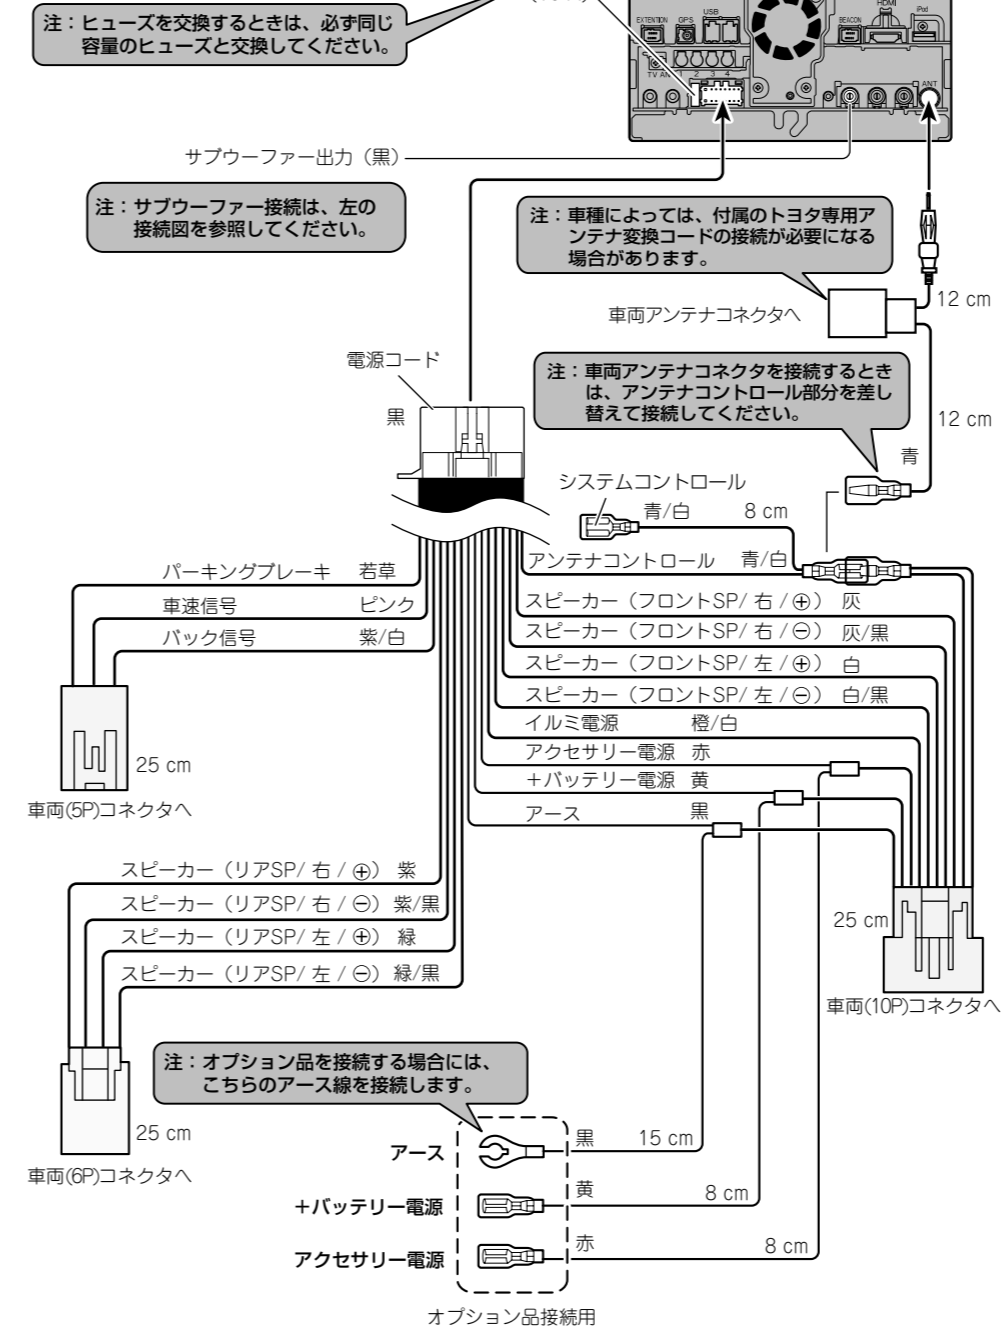 注：ヒューズを交換するときは、必ず同じ
容量のヒューズと交換してください。
EXTENTION
GPS
USB
BEACON
HDMI
iPod
TV ANT
1 2 3 4
ANT
サブウーファー出力（黒）
注：サブウーファー接続は、左の
接続図を参照してください。
注：車種によっては、付属のトヨタ専用ア
ンテナ変換コードの接続が必要になる
場合があります。
12 cm
車両アンテナコネクタへ
電源コード
黒
注：車両アンテナコネクタを接続するとき
は、アンテナコントロール部分を差し
替えて接続してください。
12 cm
青
システムコントロール
青/白 8 cm
アンテナコントロール 青/白
パーキングブレーキ 若草
車速信号 ピンク
バック信号 紫/白
スピーカー（フロントSP/ 右 /⊕） 灰
スピーカー（フロントSP/ 右 /⊖） 灰/黒
スピーカー（フロントSP/ 左 /⊕） 白
スピーカー（フロントSP/ 左 /⊖） 白/黒
イルミ電源 橙/白
アクセサリー電源 赤
＋バッテリー電源 黄
アース 黒
25 cm
車両(5P)コネクタへ
スピーカー（リアSP/ 右 / ⊕） 紫
スピーカー（リアSP/ 右 / ⊖） 紫/黒
スピーカー（リアSP/ 左 / ⊕） 緑
スピーカー（リアSP/ 左 / ⊖） 緑/黒
25 cm
車両(10P)コネクタへ
注：オプション品を接続する場合には、
こちらのアース線を接続します。
25 cm
車両(6P)コネクタへ
アース 黒 15 cm
＋バッテリー電源 黄 8 cm
アクセサリー電源 赤 8 cm
オプション品接続用